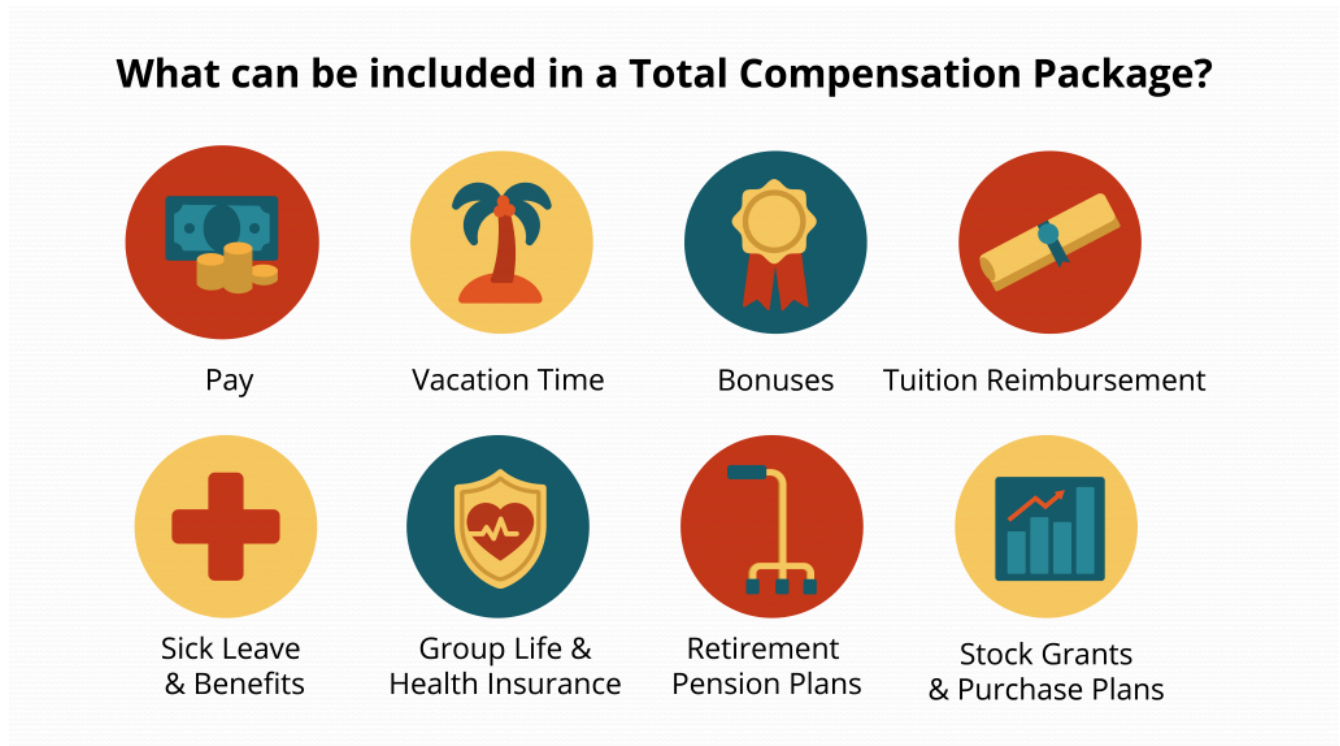 What can be included in a Total Compensation Package?
Pay
Vacation Time
Bonuses
Tuition Reimbursement
Sick Leave
& Benefits
Group Life &
Health Insurance
Retirement
Pension Plans
Stock Grants
& Purchase Plans